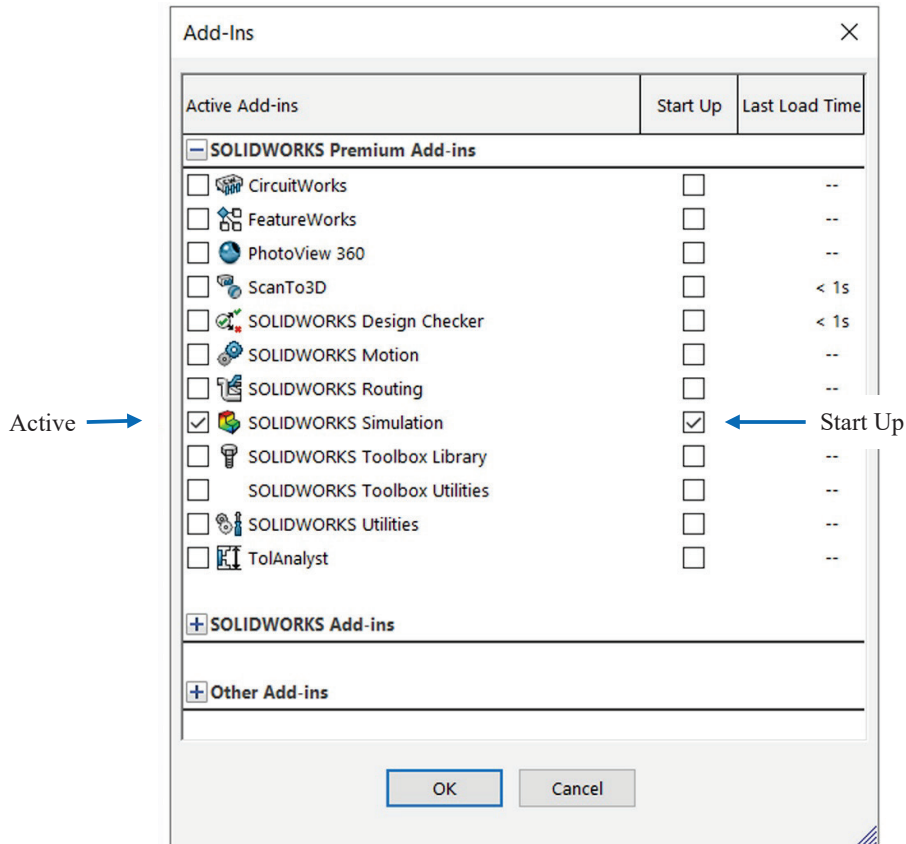 Add-Ins
Active Add-ins Start Up Last Load Time
SOLIDWORKS Premium Add-ins
CircuitWorks --
FeatureWorks --
PhotoView 360 --
ScanTo3D < 1s
SOLIDWORKS Design Checker < 1s
SOLIDWORKS Motion --
SOLIDWORKS Routing --
Active SOLIDWORKS Simulation Start Up
SOLIDWORKS Toolbox Library --
SOLIDWORKS Toolbox Utilities --
SOLIDWORKS Utilities --
TolAnalyst --
SOLIDWORKS Add-ins
Other Add-ins
OK Cancel